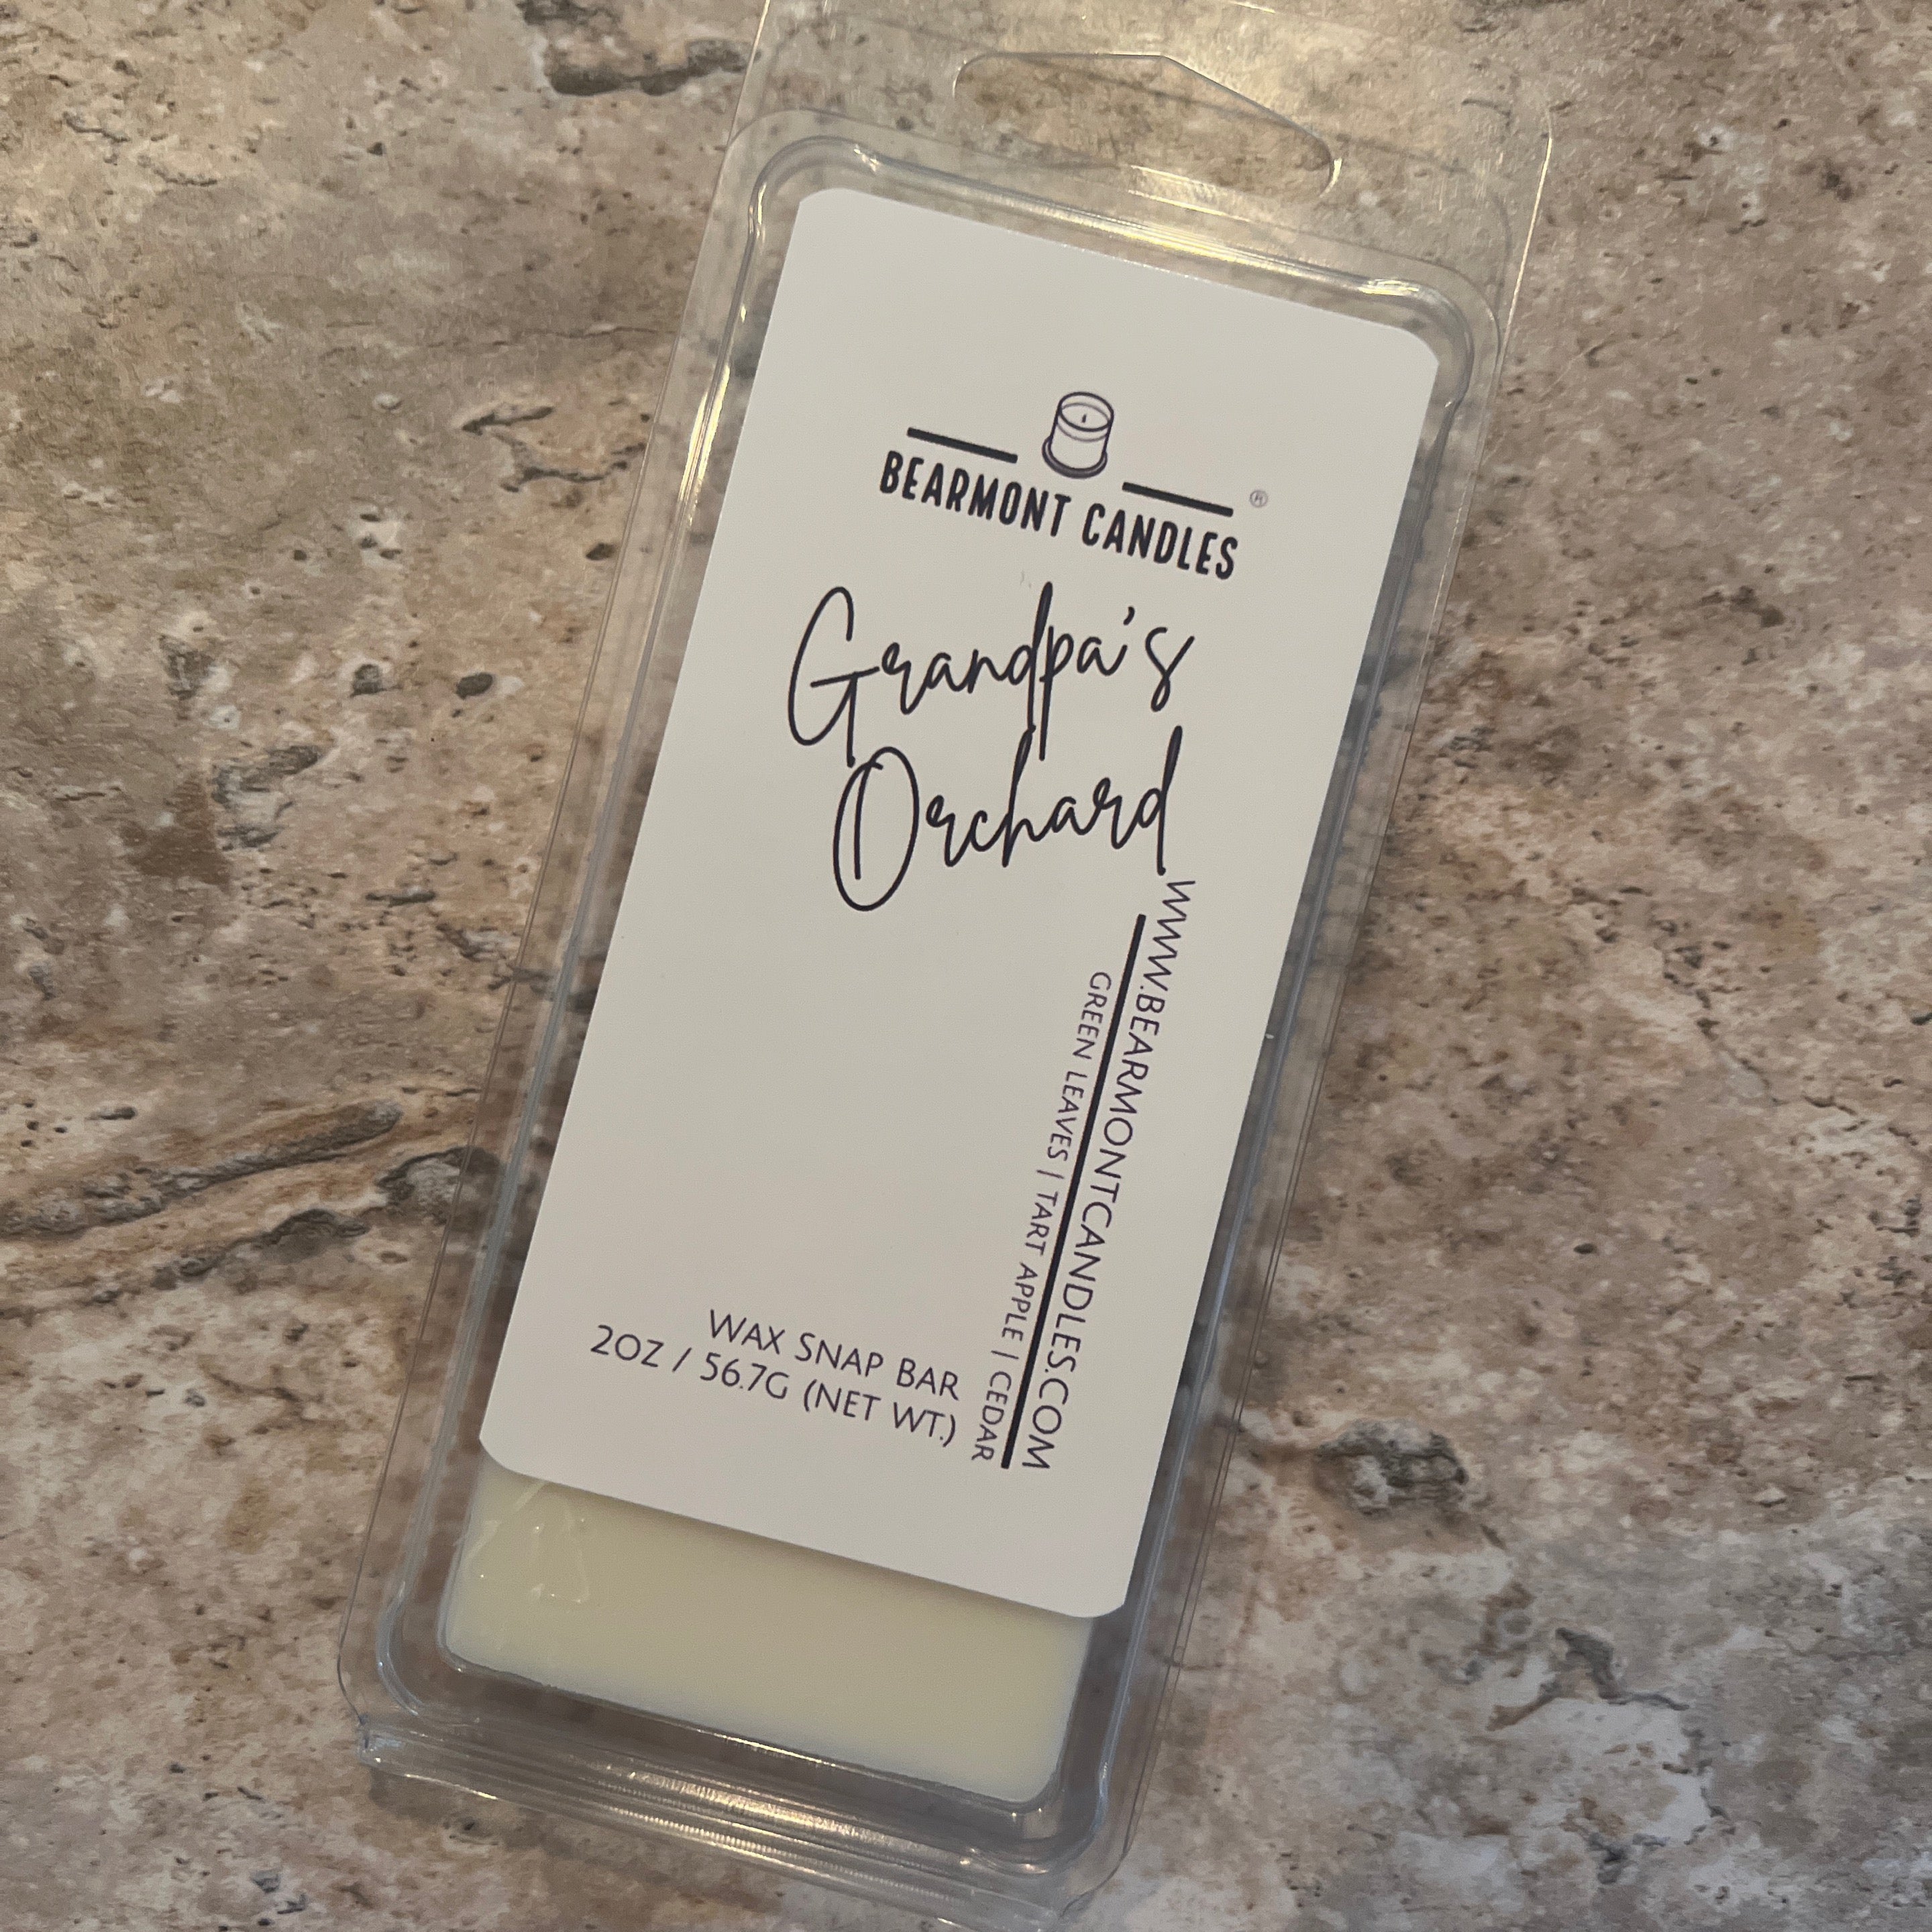 BEARMONT CANDLES ®
Grandpa's
Orchard
WWW.BEARMONTCANDLES.COM
GREEN LEAVES | TART APPLE | CEDAR
WAX SNAP BAR
2OZ / 56.7G (NET WT.)